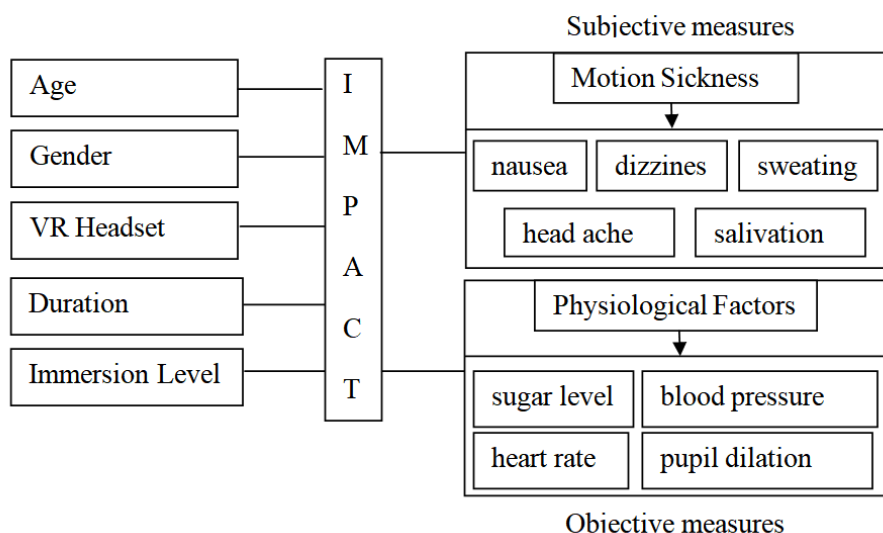 Subjective measures
Age
Gender
VR Headset
Duration
Immersion Level
I
M
P
A
C
T
Motion Sickness
nausea
dizzines
sweating
head ache
salivation
Physiological Factors
sugar level
blood pressure
heart rate
pupil dilation
Objective measures